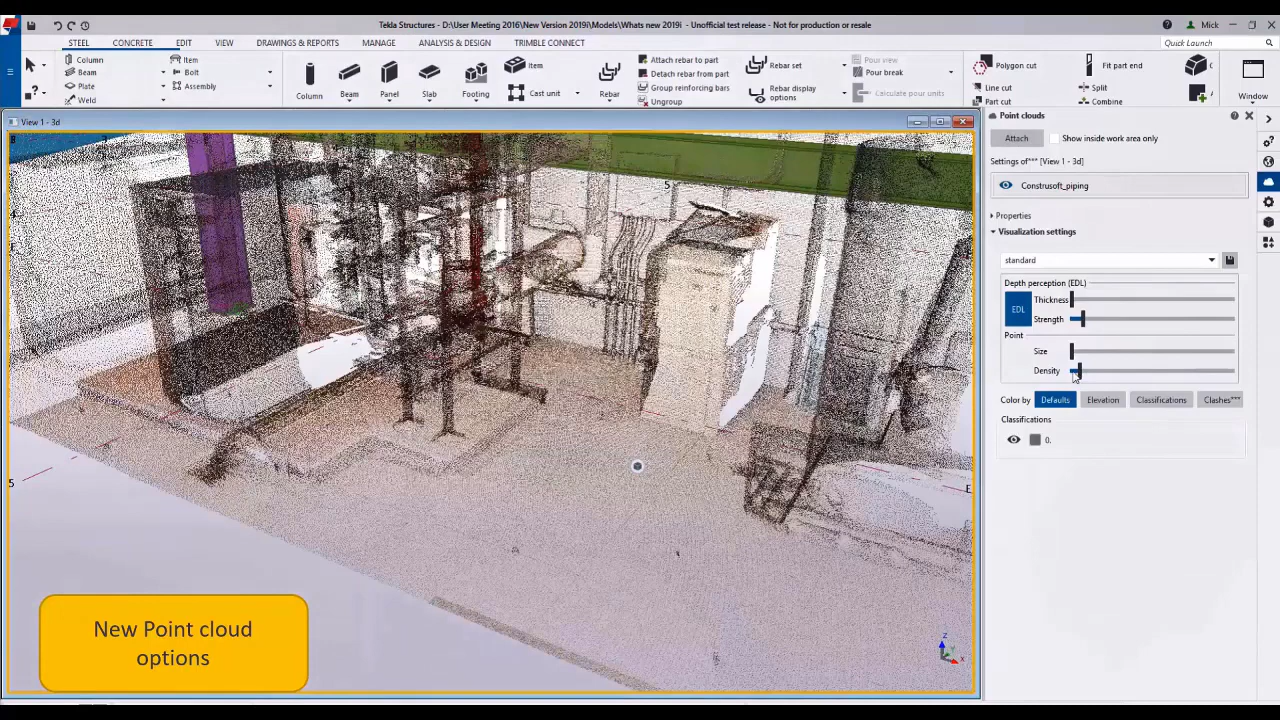 Tekla Structures - D:\User Meeting 2016\New Version 2019i\Models\Whats new 2019i - Unofficial test release - Not for production or resale
Mick
STEEL CONCRETE EDIT VIEW DRAWINGS & REPORTS MANAGE ANALYSIS & DESIGN TRIMBLE CONNECT
Quick Launch
Column
Beam
Plate
Weld
Item
Bolt
Assembly
Column
Beam
Panel
Slab
Footing
Item
Cast unit
Rebar
Attach rebar to part
Detach rebar from part
Group reinforcing bars
Ungroup
Rebar set
Rebar display
options
Pour view
Pour break
Calculate pour units
Polygon cut
Line cut
Part cut
Fit part end
Split
Combine
Window
View 1 - 3d
Point clouds
Attach
Show inside work area only
Settings of*** [View 1 - 3d]
Construsoft_piping
Properties
Visualization settings
standard
Depth perception (EDL)
EDL
Thickness
Strength
Point
Size
Density
Color by Defaults Elevation Classifications Clashes***
Classifications
0.
5
4
5
E
Z
Y
X
New Point cloud
options